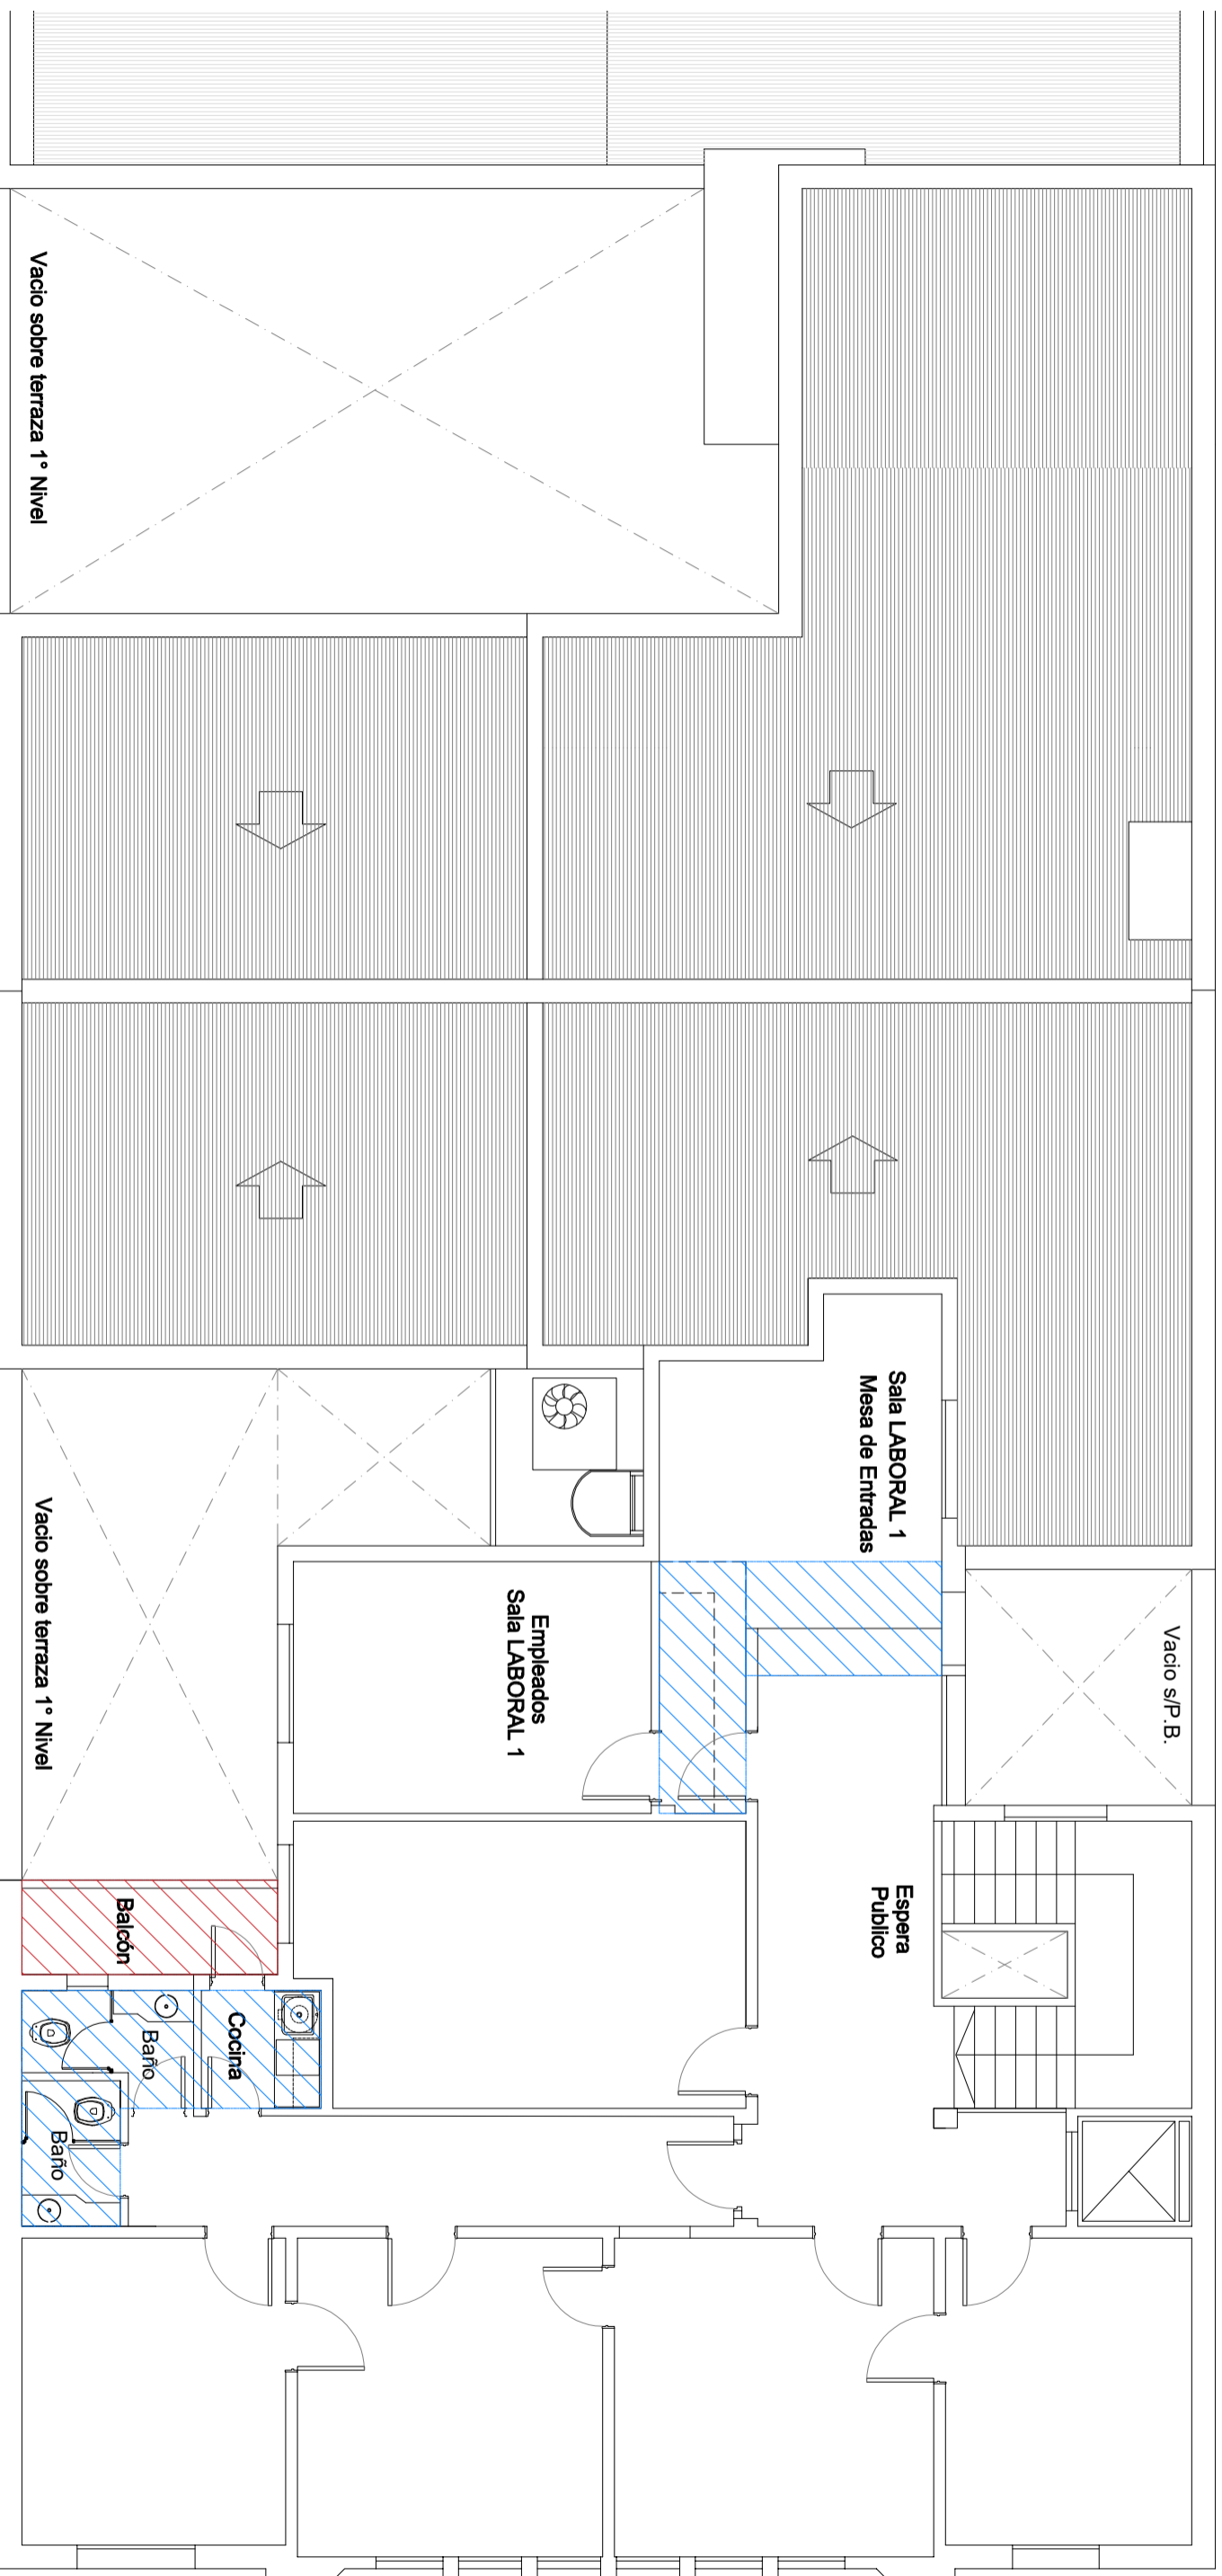 Vacio sobre terraza 1° Nivel
Sala LABORAL 1
Mesa de Entradas
Vacio sobre terraza 1° Nivel
Empleados
Sala LABORAL 1
Vacio s/P.B.
Espera
Publico
Balcón
Cocina
Baño
Baño